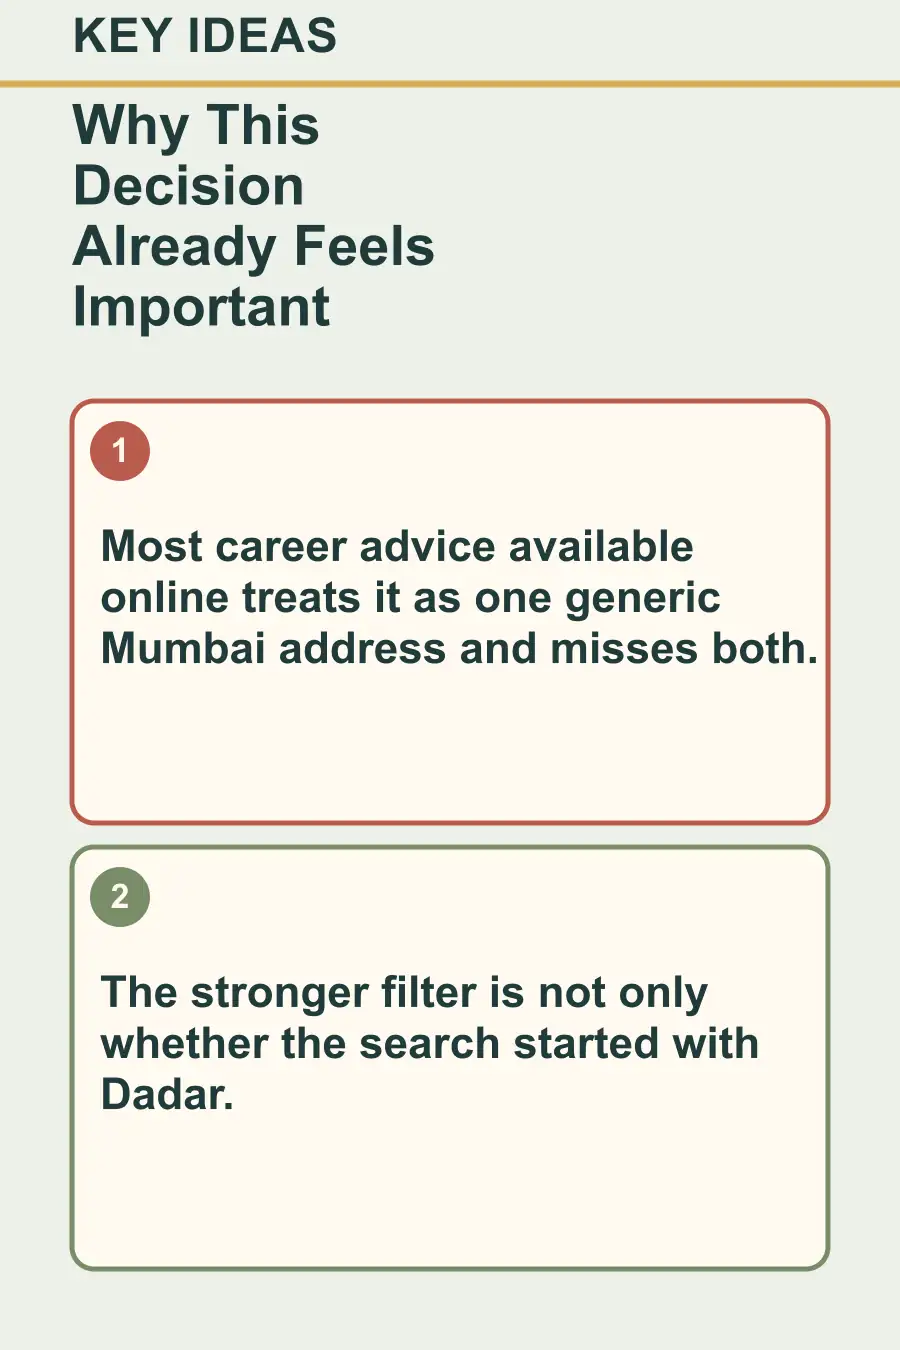 KEY IDEAS
Why This
Decision
Already Feels
Important
1
Most career advice available
online treats it as one generic
Mumbai address and misses both.
2
The stronger filter is not only
whether the search started with
Dadar.